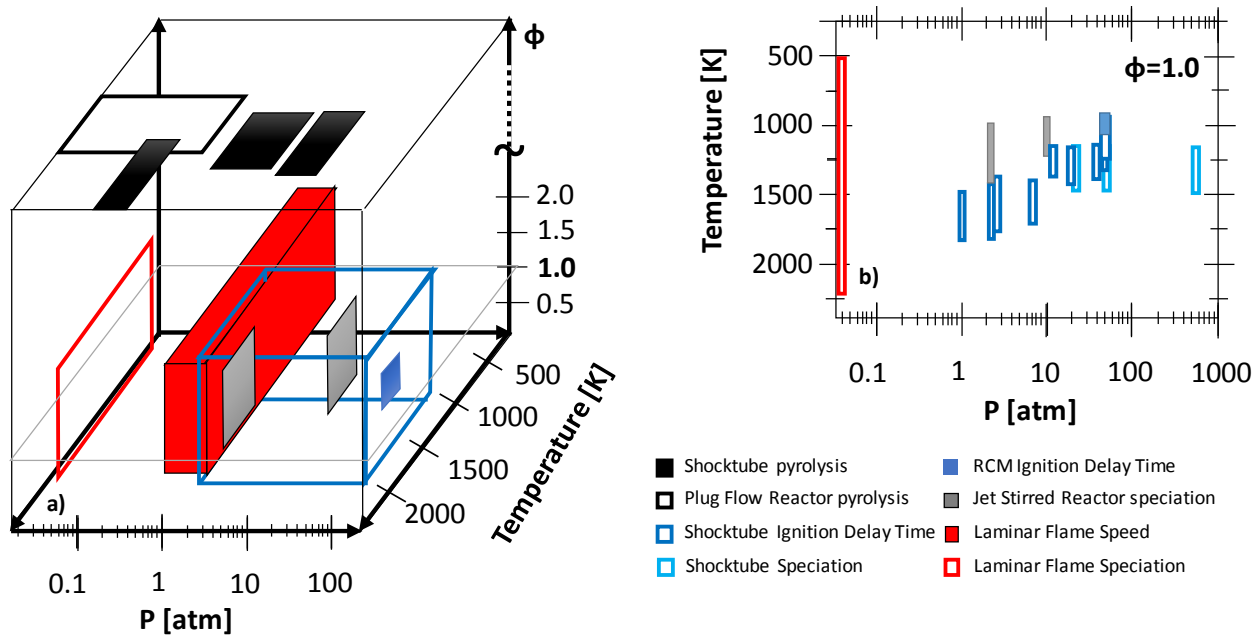 ϕ
2.0
1.5
1.0
0.5
500
1000
1500
2000
Temperature [K]
a)
0.1
1
10
100
P [atm]
ϕ=1.0
500
1000
1500
2000
Temperature [K]
b)
0.1
1
10
100
1000
P [atm]
Shocktube pyrolysis
Plug Flow Reactor pyrolysis
Shocktube Ignition Delay Time
Shocktube Speciation
RCM Ignition Delay Time
Jet Stirred Reactor speciation
Laminar Flame Speed
Laminar Flame Speciation